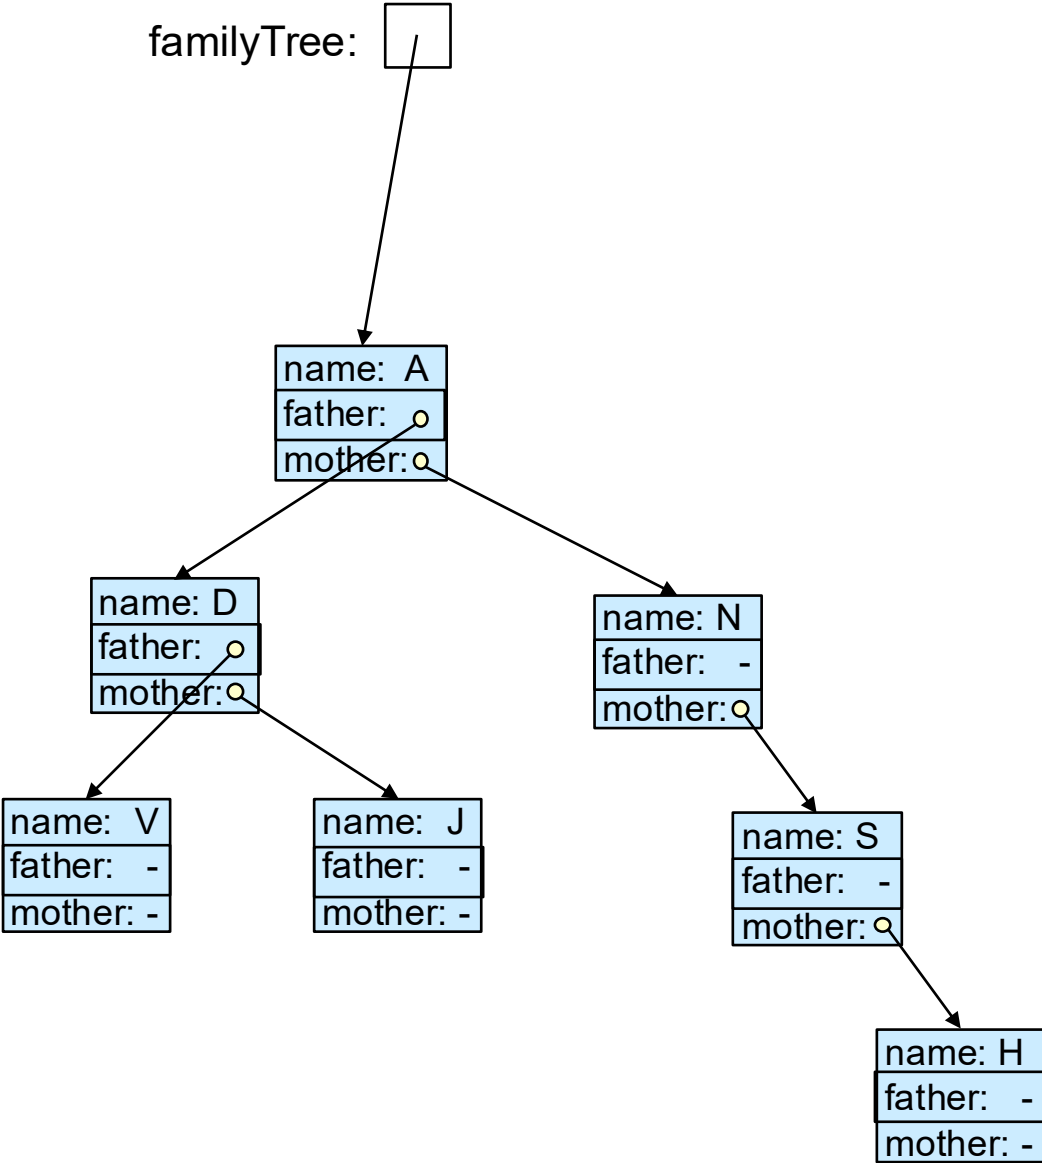 familyTree:
name: A
father:
mother:
name: D
father:
mother:
name: N
father: -
mother:
name: V
father: -
mother: -
name: J
father: -
mother: -
name: S
father: -
mother:
name: H
father: -
mother: -